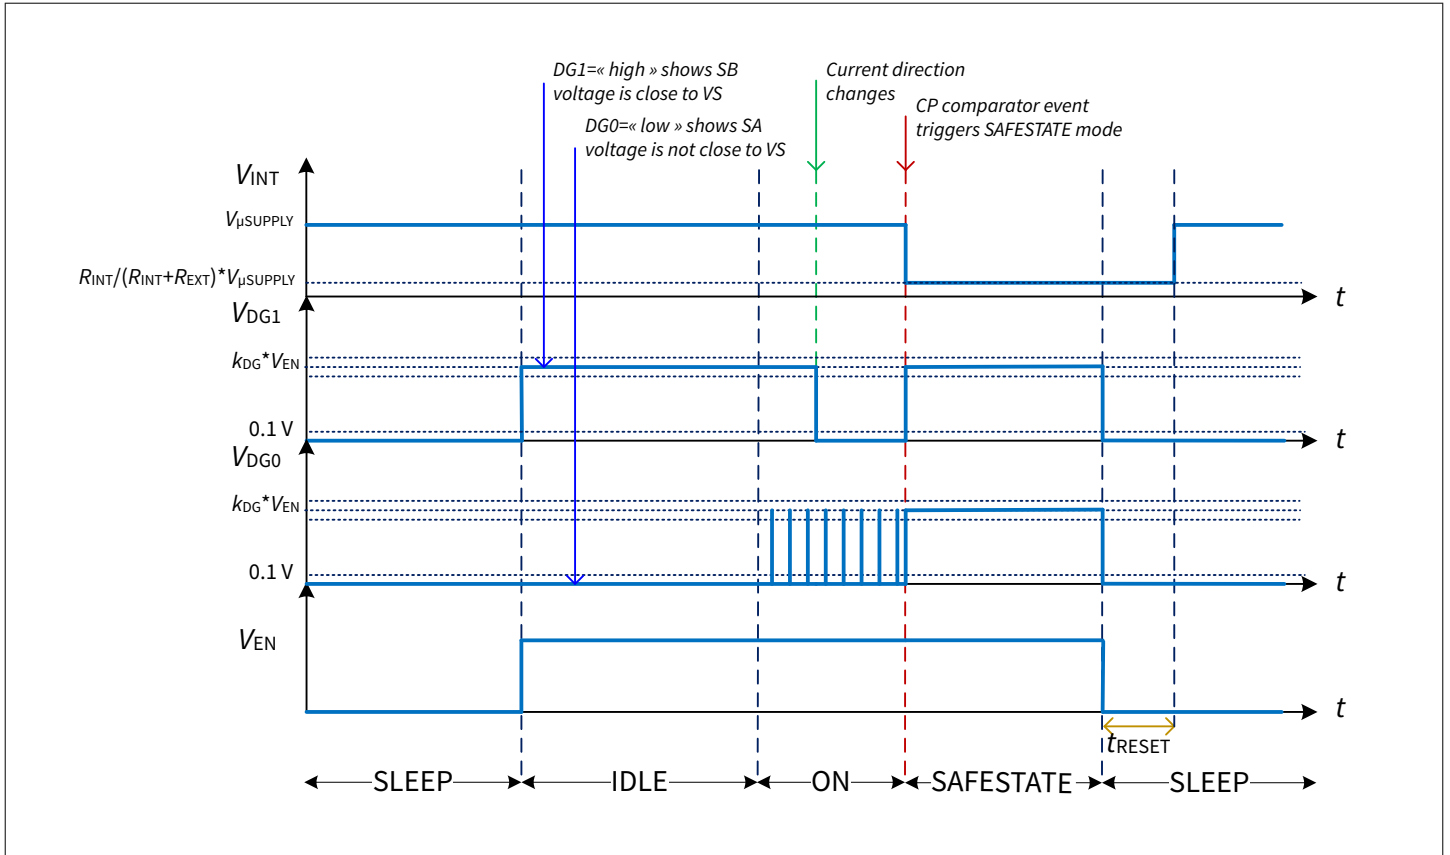 DG1=« high » shows SB
voltage is close to VS
DG0=« low » shows SA
voltage is not close to VS
Current direction
changes
CP comparator event
triggers SAFESTATE mode
VINT
VμSUPPLY
RINT/(RINT+REXT)*VμSUPPLY
t
VDG1
kDG*VEN
0.1 V
t
VDG0
kDG*VEN
0.1 V
t
VEN
t
tRESET
SLEEP
IDLE
ON
SAFESTATE
SLEEP